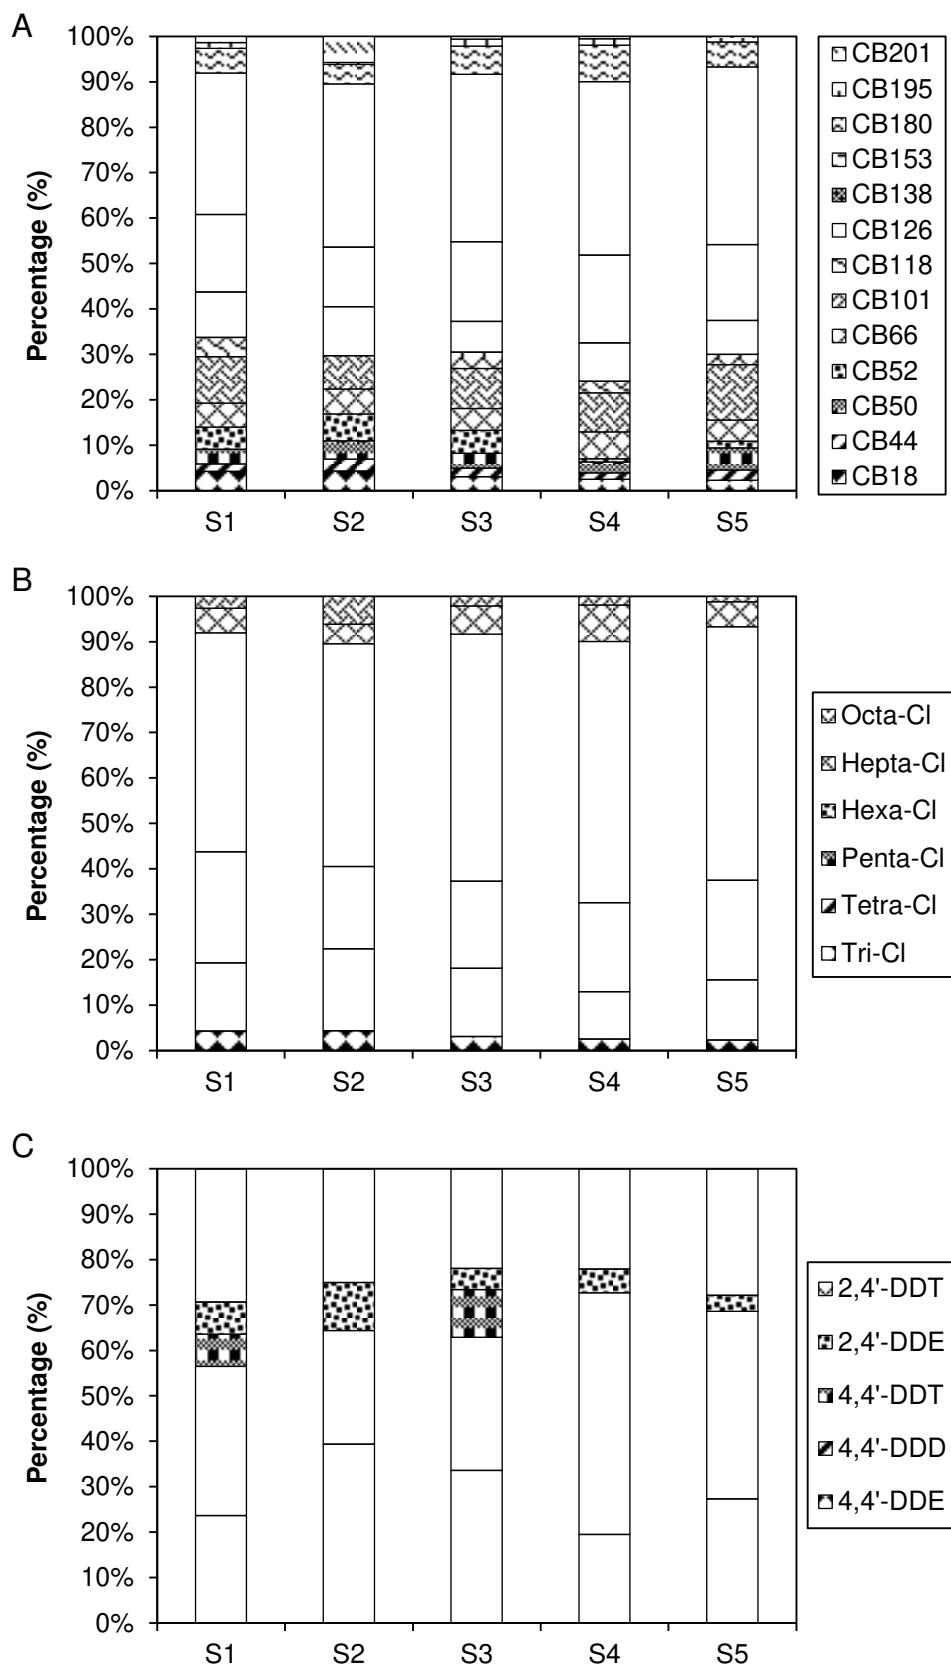 A
Percentage (%)
100%
90%
80%
70%
60%
50%
40%
30%
20%
10%
0%
S1 S2 S3 S4 S5
CB201
CB195
CB180
CB153
CB138
CB126
CB118
CB101
CB66
CB52
CB50
CB44
CB18
B
Percentage (%)
100%
90%
80%
70%
60%
50%
40%
30%
20%
10%
0%
S1 S2 S3 S4 S5
Octa-Cl
Hepta-Cl
Hexa-Cl
Penta-Cl
Tetra-Cl
Tri-Cl
C
Percentage (%)
100%
90%
80%
70%
60%
50%
40%
30%
20%
10%
0%
S1 S2 S3 S4 S5
2,4'-DDT
2,4'-DDE
4,4'-DDT
4,4'-DDD
4,4'-DDE